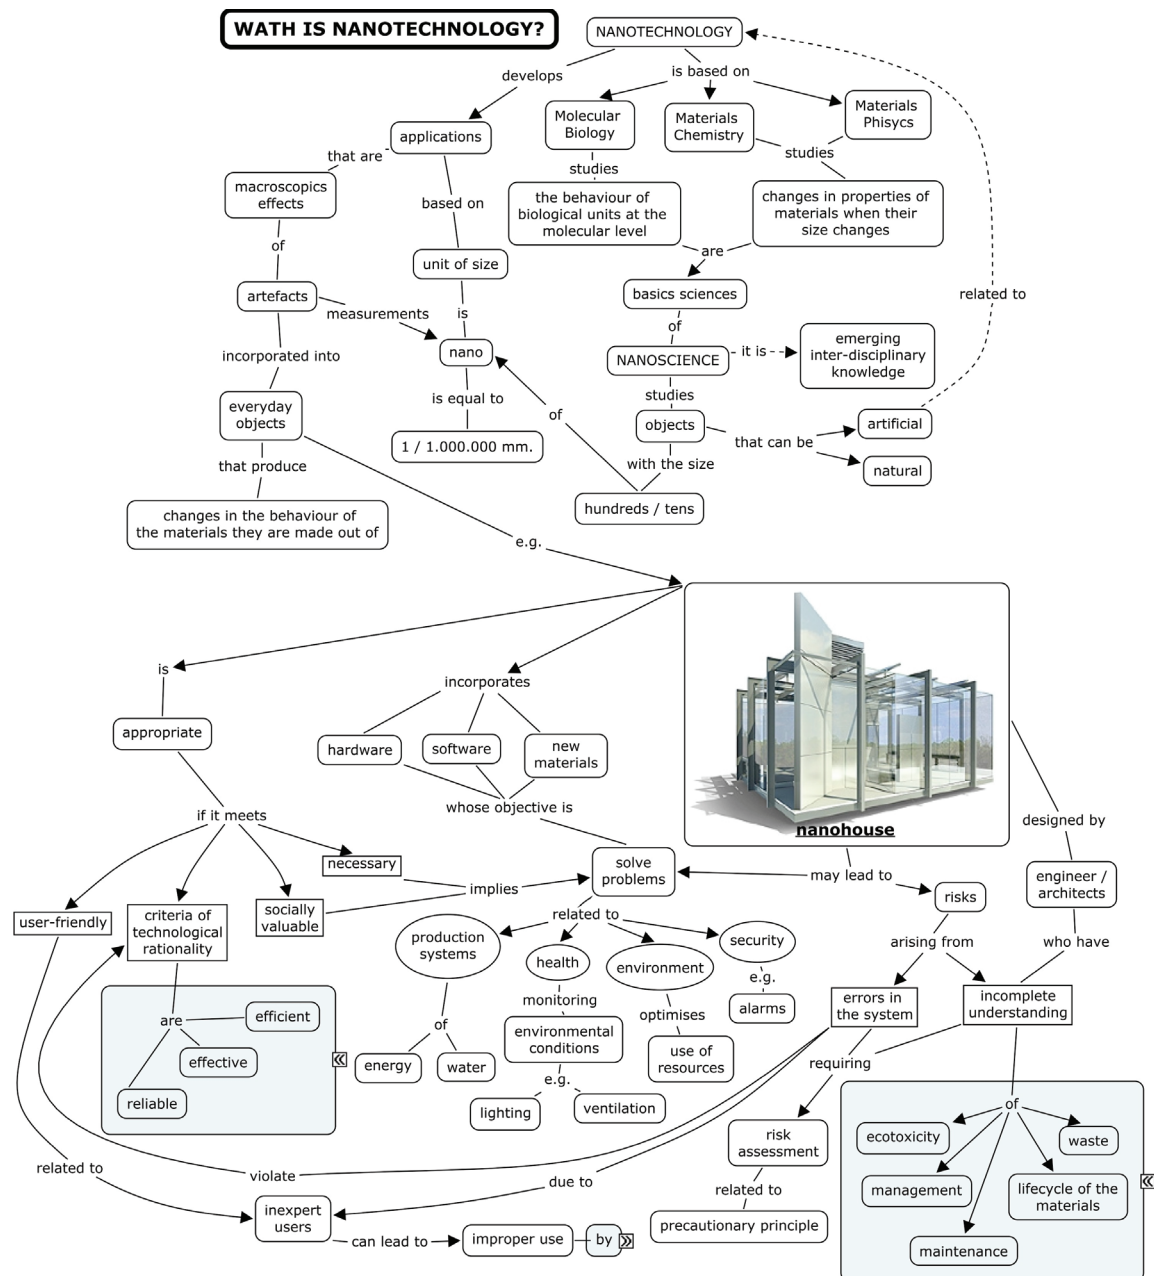 WATH IS NANOTECHNOLOGY?
NANOTECHNOLOGY
develops
is based on
Molecular
Biology
Materials
Chemistry
Materials
Phisycs
applications
that are
studies
studies
macroscopics
effects
based on
the behaviour of
biological units at the
molecular level
changes in properties of
materials when their
size changes
of
are
unit of size
artefacts
basics sciences
related to
measurements
is
of
incorporated into
nano
NANOSCIENCE
it is
emerging
inter-disciplinary
knowledge
is equal to
studies
everyday
objects
of
objects
artificial
that can be
1 / 1.000.000 mm.
that produce
with the size
natural
changes in the behaviour of
the materials they are made out of
hundreds / tens
e.g.
is
incorporates
appropriate
hardware
software
new
materials
whose objective is
if it meets
nanohouse
designed by
necessary
solve
problems
may lead to
engineer /
architects
implies
risks
user-friendly
criteria of
technological
rationality
socially
valuable
related to
production
systems
health
environment
security
arising from
who have
e.g.
monitoring
optimises
alarms
errors in
the system
incomplete
understanding
are
efficient
of
environmental
conditions
effective
energy
water
use of
resources
requiring
e.g.
reliable
lighting
ventilation
of
ecotoxicity
waste
risk
assessment
related to
violate
due to
related to
management
lifecycle of the
materials
inexpert
users
precautionary principle
can lead to
improper use
by
maintenance